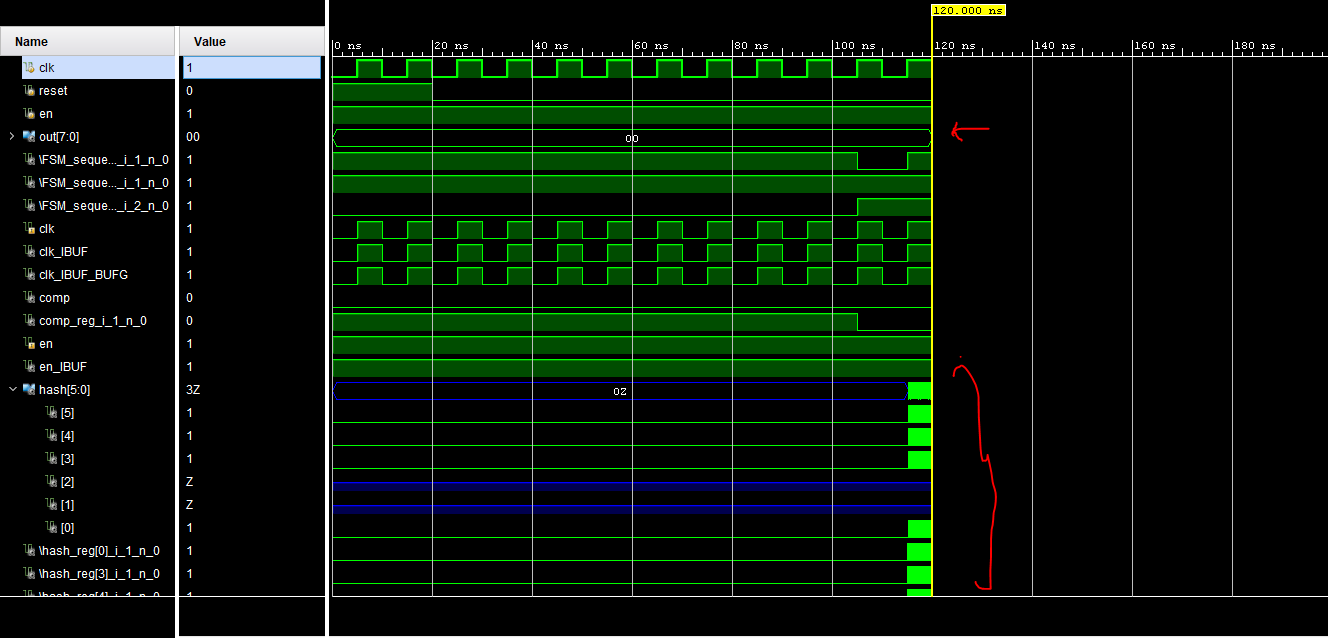 120.000 ns
Name Value
0 ns 20 ns 40 ns 60 ns 80 ns 100 ns 120 ns 140 ns 160 ns 180 ns
clk 1
reset 0
en 1
out[7:0] 00 00
\FSM_seque..._i_1_n_0 1
\FSM_seque..._i_1_n_0 1
\FSM_seque..._i_2_n_0 1
clk 1
clk_IBUF 1
clk_IBUF_BUFG 1
comp 0
comp_reg_i_1_n_0 0
en 1
en_IBUF 1
hash[5:0] 3Z 0Z
[5] 1
[4] 1
[3] 1
[2] Z
[1] Z
[0] 1
\hash_reg[0]_i_1_n_0 1
\hash_reg[3]_i_1_n_0 1
\hash_reg[4]_i_1_n_0 1